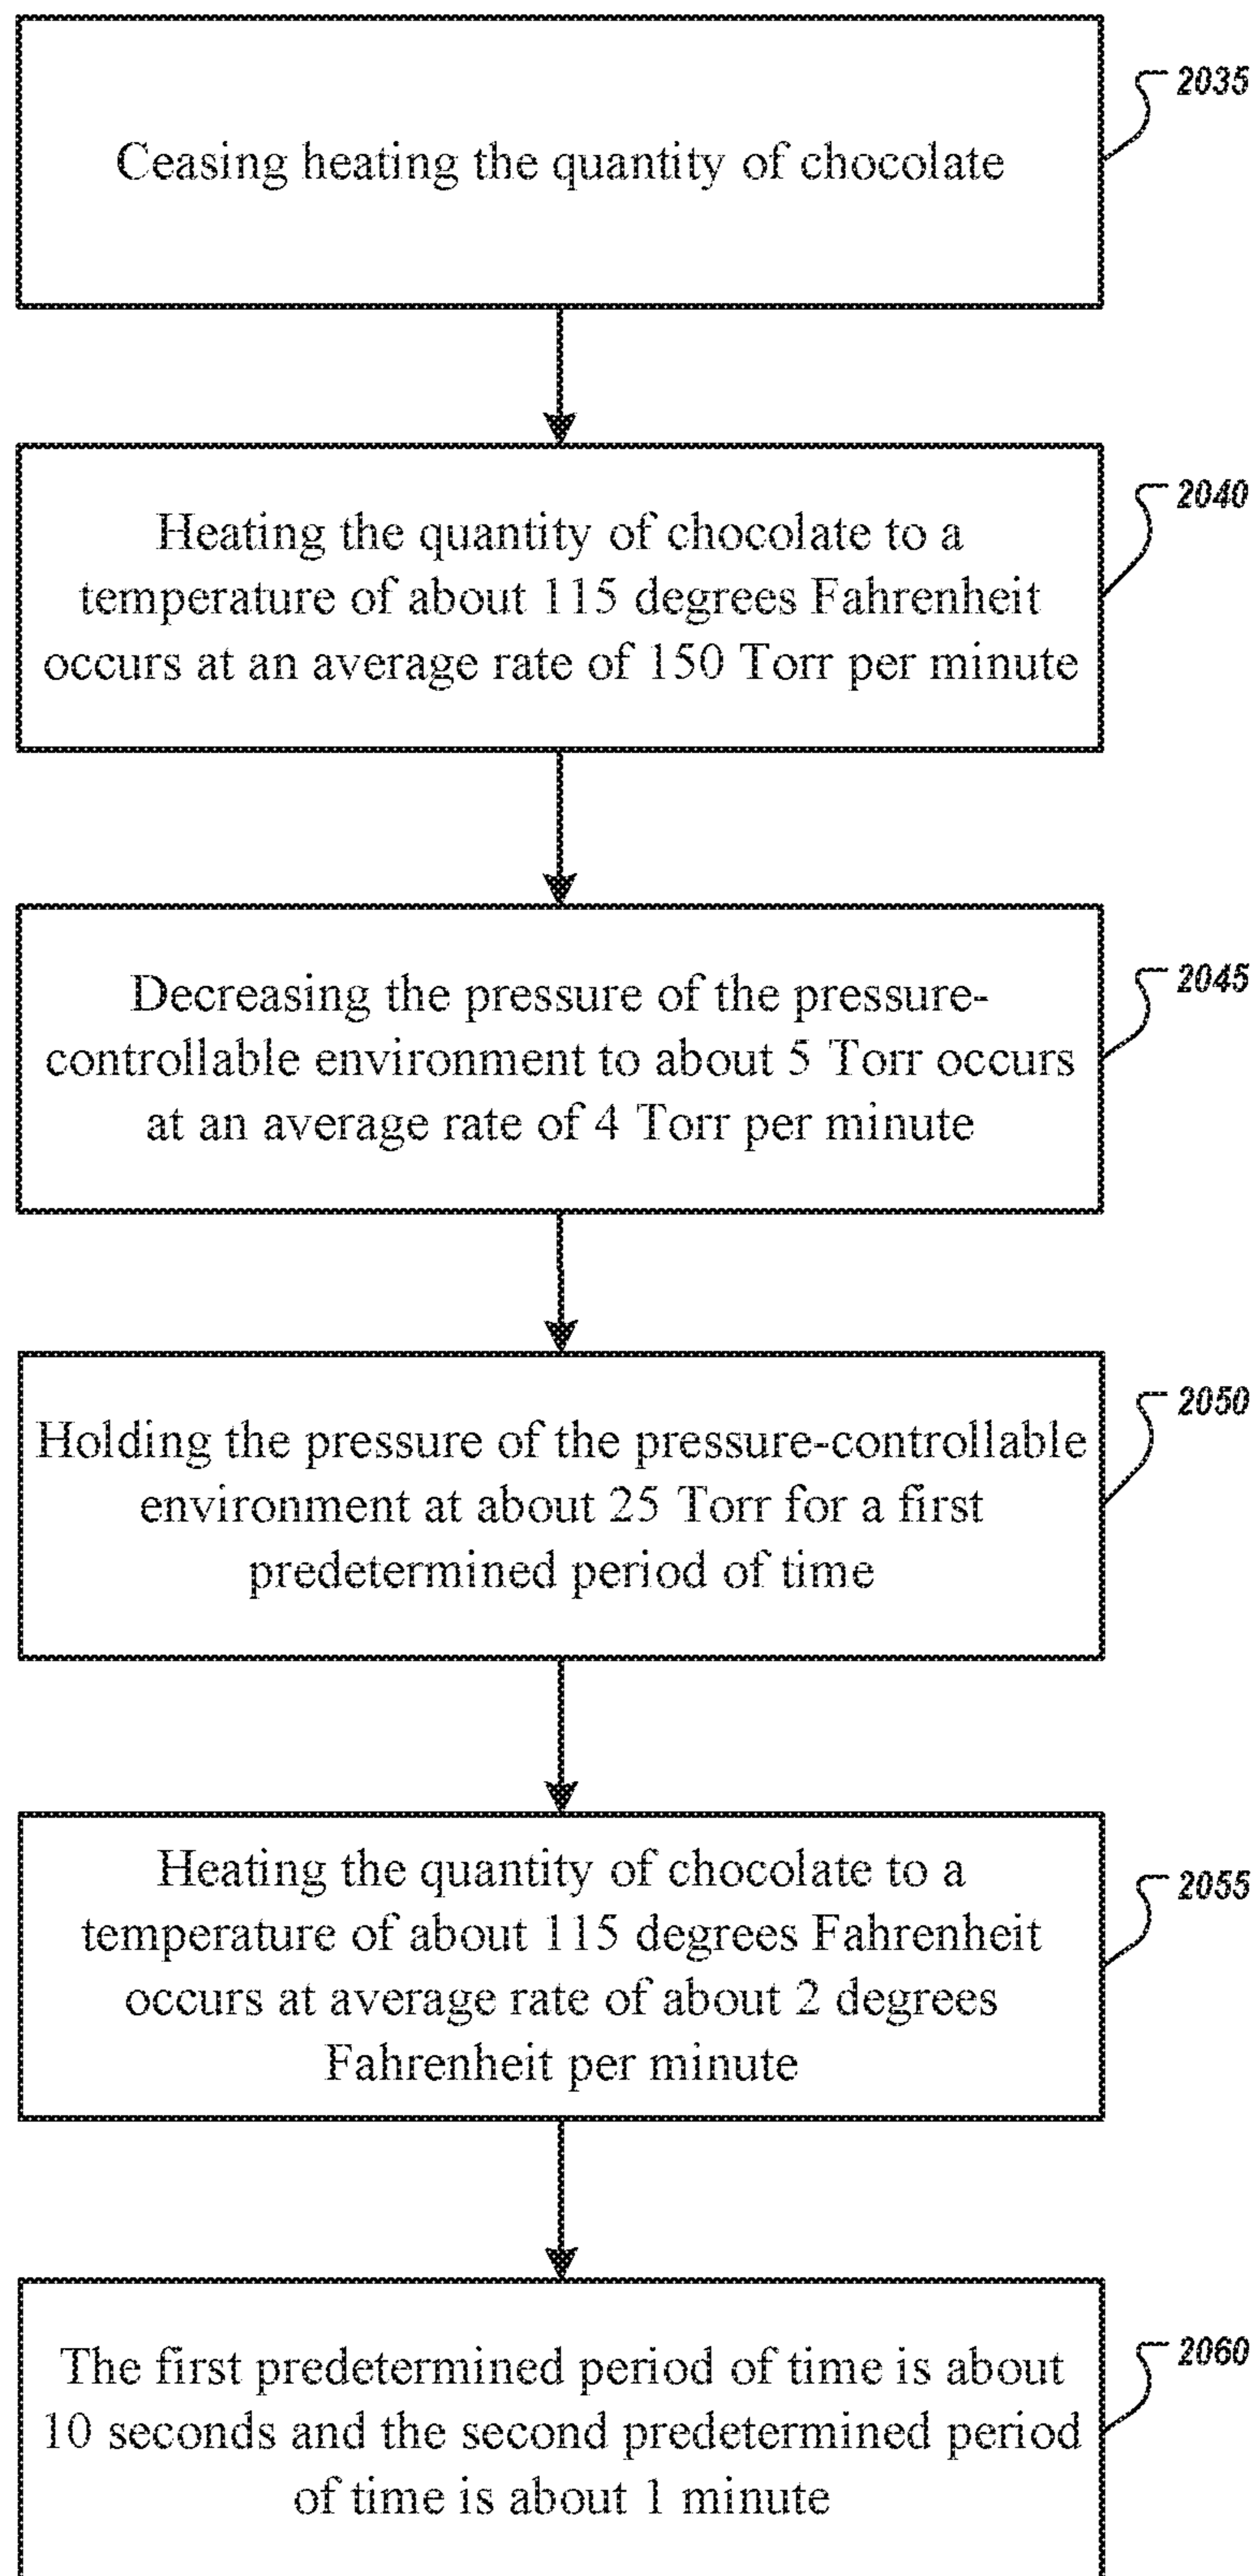 Ceasing heating the quantity of chocolate
2035
Heating the quantity of chocolate to a
temperature of about 115 degrees Fahrenheit
occurs at an average rate of 150 Torr per minute
2040
Decreasing the pressure of the pressure-
controllable environment to about 5 Torr occurs
at an average rate of 4 Torr per minute
2045
Holding the pressure of the pressure-controllable
environment at about 25 Torr for a first
predetermined period of time
2050
Heating the quantity of chocolate to a
temperature of about 115 degrees Fahrenheit
occurs at average rate of about 2 degrees
Fahrenheit per minute
2055
The first predetermined period of time is about
10 seconds and the second predetermined period
of time is about 1 minute
2060